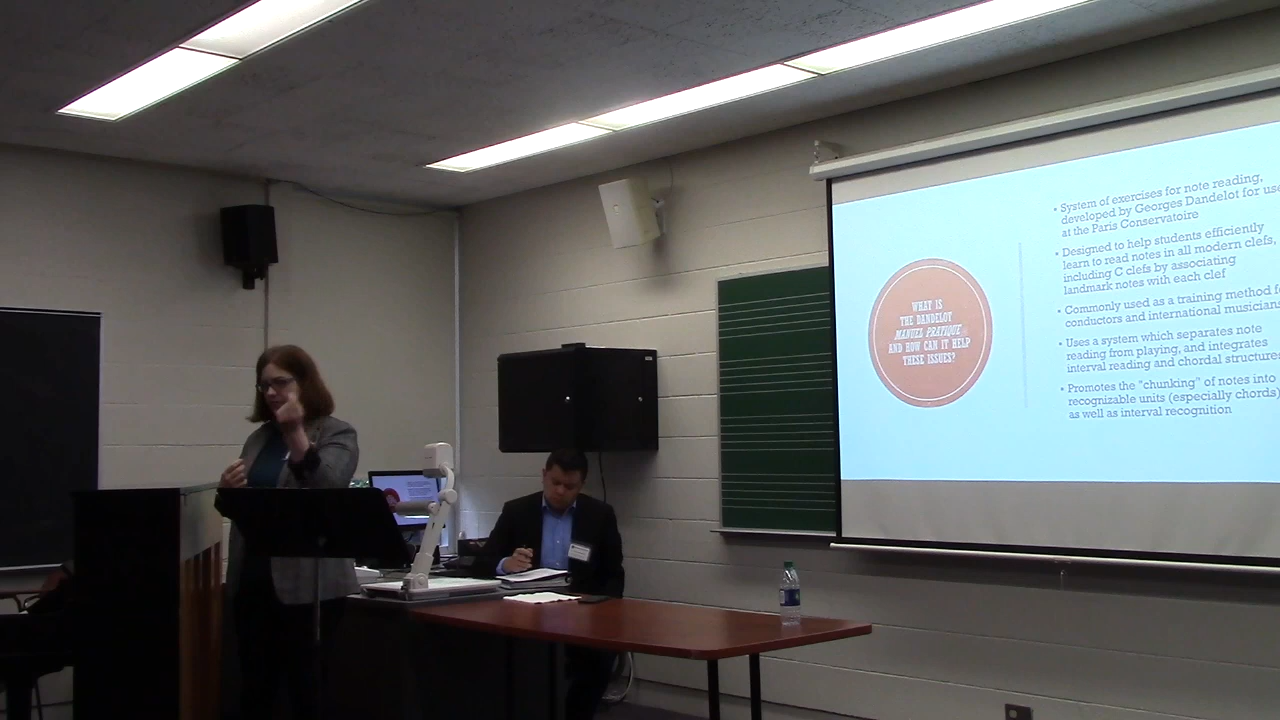 WHAT IS
THE DANDELOT
MANUEL PRATIQUE
AND HOW CAN IT HELP
THESE ISSUES?
• System of exercises for note reading,
developed by Georges Dandelot for use
at the Paris Conservatoire
• Designed to help students efficiently
learn to read notes in all modern clefs,
including C clefs by associating
landmark notes with each clef
• Commonly used as a training method fo
conductors and international musicians
• Uses a system which separates note
reading from playing, and integrates
interval reading and chordal structures
• Promotes the "chunking" of notes into
recognizable units (especially chords)
as well as interval recognition